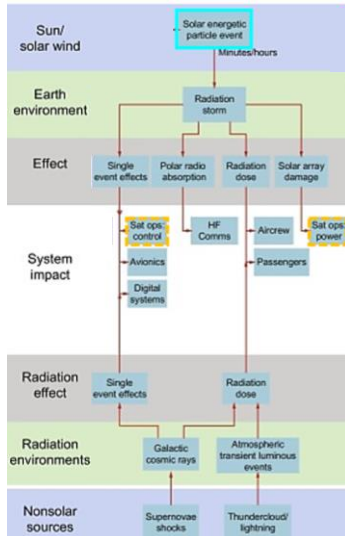 Sun/
solar wind
Solar energetic
particle event
Minutes/hours
Earth
environment
Radiation
storm
Effect
Single
event effects
Polar radio
absorption
Radiation
dose
Solar array
damage
System
impact
Sat ops:
control
HF
Comms
Aircrew
Sat ops:
power
Avionics
Passengers
Digital
systems
Radiation
effect
Single
event effects
Radiation
dose
Radiation
environments
Galactic
cosmic rays
Atmospheric
transient luminous
events
Nonsolar
sources
Supernovae
shocks
Thundercloud/
lightning